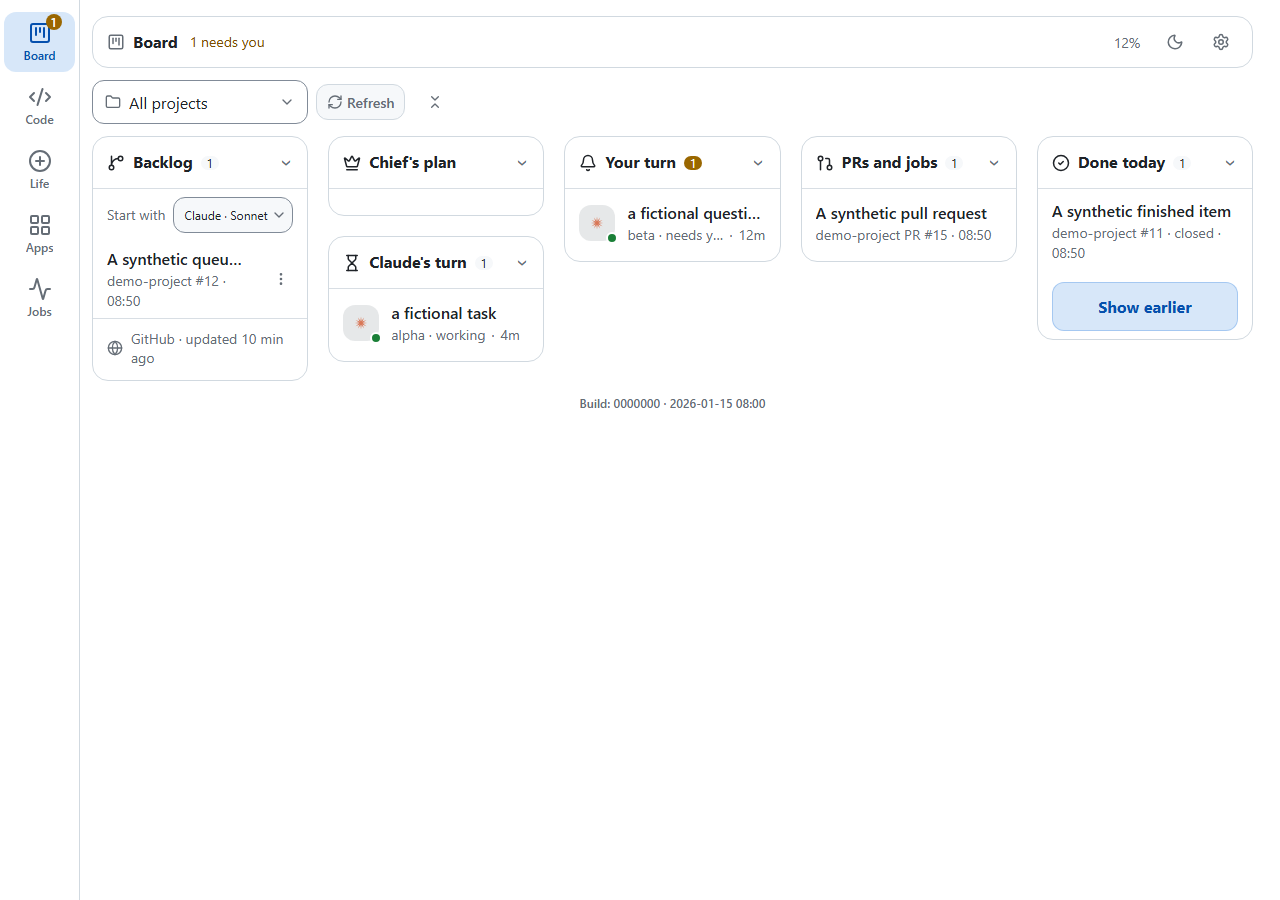 1
Board
Code
Life
Apps
Jobs
Board 1 needs you 12%
All projects Refresh
Backlog 1
Start with Claude · Sonnet
A synthetic queu...
demo-project #12 ·
08:50
GitHub · updated 10 min
ago
Chief's plan
Claude's turn 1
a fictional task
alpha · working · 4m
Your turn 1
a fictional questi...
beta · needs y... · 12m
PRs and jobs 1
A synthetic pull request
demo-project PR #15 · 08:50
Done today 1
A synthetic finished item
demo-project #11 · closed ·
08:50
Show earlier
Build: 0000000 · 2026-01-15 08:00